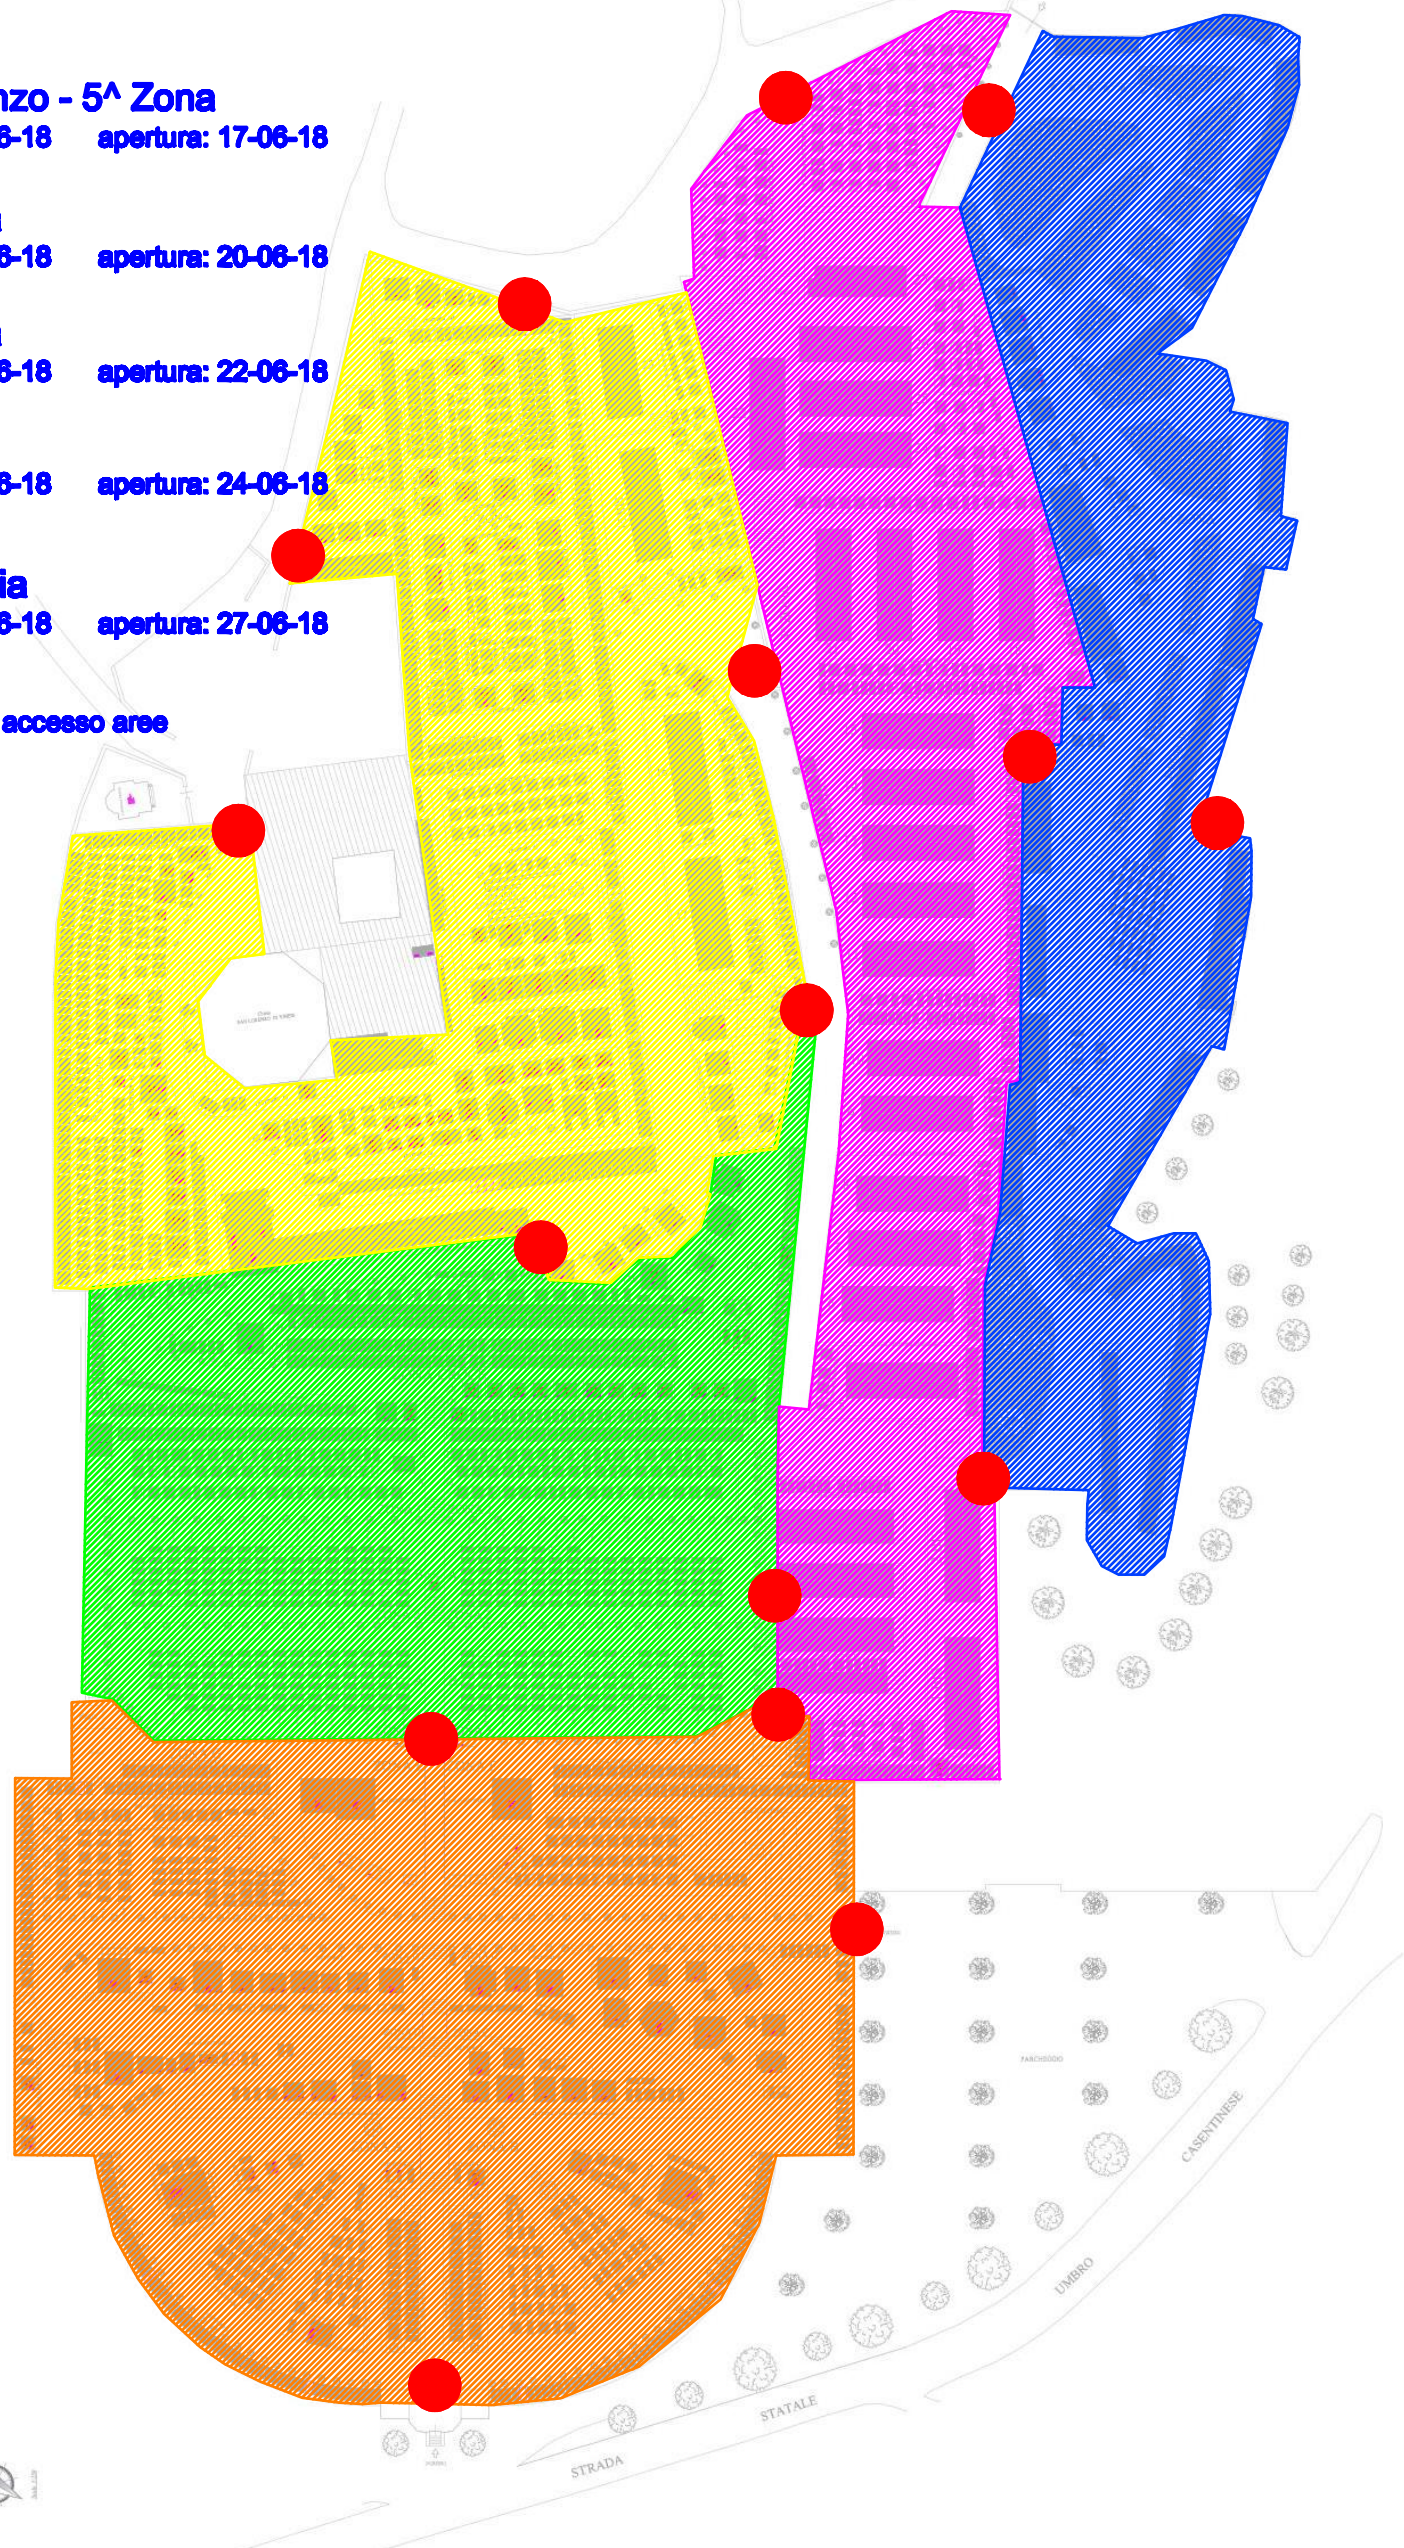 nzo - 5^ Zona
6-18 apertura: 17-06-18
a
6-18 apertura: 20-06-18
a
6-18 apertura: 22-06-18
6-18 apertura: 24-06-18
ia
6-18 apertura: 27-06-18
accesso aree
PARCHEGGIO
CASENTINESE
UMBRO
STATALE
STRADA